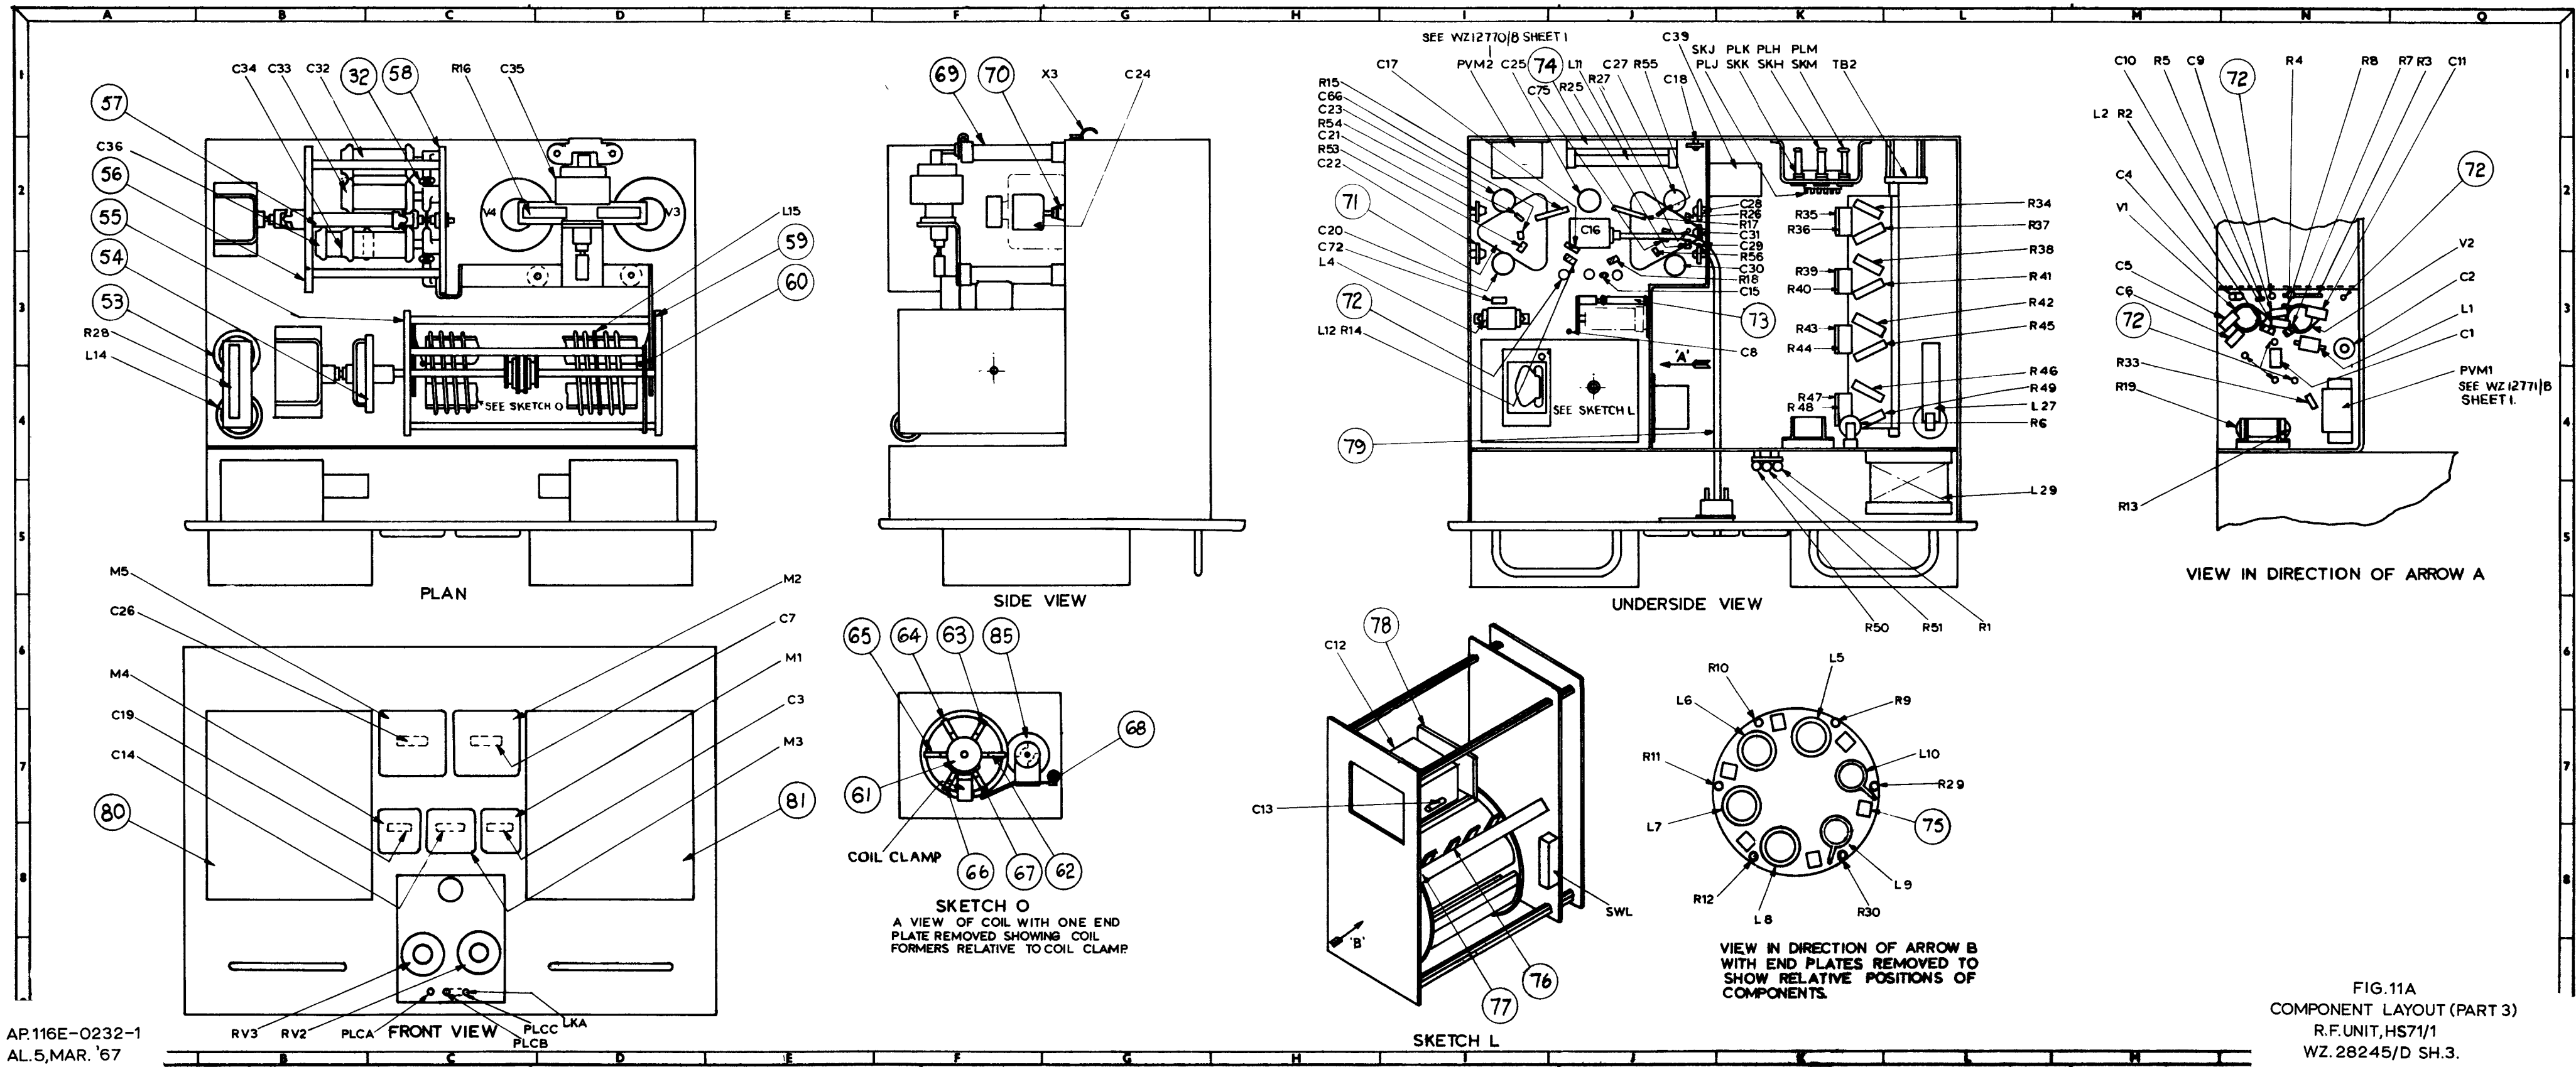 A B C D E F G H I J K L M N O
1
2
3
4
5
6
7
8
C34 C33 C32 32 58 R16 C35
57
C36
56
55
54
53
R28
L14
V4
V3
L15
59
60
SEE SKETCH O
PLAN
69 70 X3 C24
SIDE VIEW
SEE WZ12770/B SHEET 1
C17 PVM2 C25 74 L11 C27 R55
C39
SKJ PLK PLH PLM
PLJ SKK SKH SKM TB2
C75 R25 R27 C18
R15
C66
C23
R54
C21
R53
C22
71
C20
C72
L4
72
L12 R14
C16
C28
R26
R17
C31
C29
R56
C30
R18
C15
73
C8
'A'
SEE SKETCH L
79
R35
R36
R39
R40
R43
R44
R47
R48
R34
R37
R38
R41
R42
R45
R46
R49
L27
R6
L29
R50 R51 R1
UNDERSIDE VIEW
C10 R5 C9 72 R4 R8 R7 R3 C11
L2 R2
C4
V1
C5
C6
72
R33
R19
R13
72
V2
C2
L1
C1
PVM1
SEE WZ12771/B
SHEET 1.
VIEW IN DIRECTION OF ARROW A
M5
C26
M4
C19
C14
80
M2
C7
M1
C3
M3
81
RV3 RV2 PLCA FRONT VIEW PLCC LKA
PLCB
65 64 63 85
68
61
COIL CLAMP
66 67 62
SKETCH O
A VIEW OF COIL WITH ONE END
PLATE REMOVED SHOWING COIL
FORMERS RELATIVE TO COIL CLAMP.
C12 78
C13
'B'
SWL
76
77
SKETCH L
R10 L5
L6 R9
R11 L10
R29
L7 75
R12 L8 R30 L9
VIEW IN DIRECTION OF ARROW B
WITH END PLATES REMOVED TO
SHOW RELATIVE POSITIONS OF
COMPONENTS.
AP.116E-0232-1
AL.5,MAR. '67
FIG.11A
COMPONENT LAYOUT (PART 3)
R.F.UNIT,HS71/1
WZ.28245/D SH.3.
B C D E F G H I J K L M N